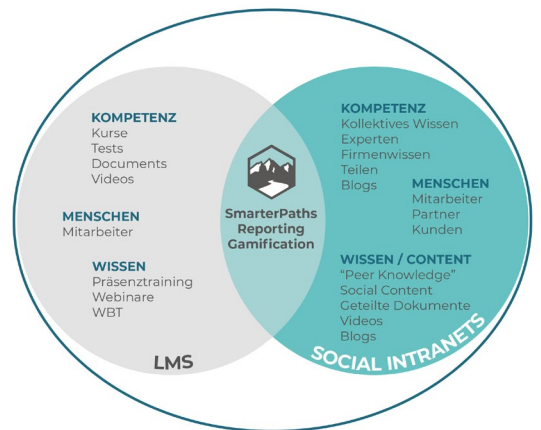 KOMPETENZ
Kurse
Tests
Documents
Videos
MENSCHEN
Mitarbeiter
WISSEN
Präsenztraining
Webinare
WBT
LMS
SmarterPaths
Reporting
Gamification
KOMPETENZ
Kollektives Wissen
Experten
Firmenwissen
Teilen
Blogs
MENSCHEN
Mitarbeiter
Partner
Kunden
WISSEN / CONTENT
“Peer Knowledge”
Social Content
Geteilte Dokumente
Videos
Blogs
SOCIAL INTRANETS